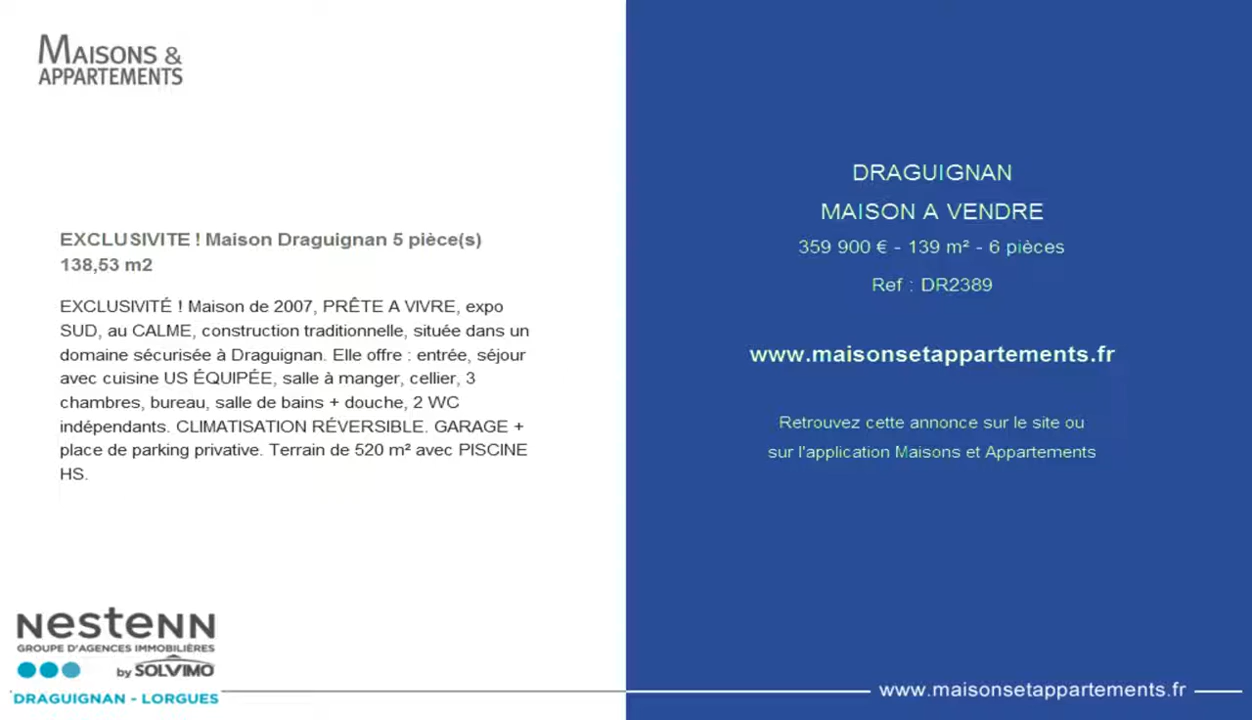 MAISONS &
APPARTEMENTS
EXCLUSIVITE ! Maison Draguignan 5 pièce(s)
138,53 m2
EXCLUSIVITÉ ! Maison de 2007, PRÊTE A VIVRE, expo
SUD, au CALME, construction traditionnelle, située dans un
domaine sécurisée à Draguignan. Elle offre : entrée, séjour
avec cuisine US ÉQUIPÉE, salle à manger, cellier, 3
chambres, bureau, salle de bains + douche, 2 WC
indépendants. CLIMATISATION RÉVERSIBLE. GARAGE +
place de parking privative. Terrain de 520 m² avec PISCINE
HS.
nestenn
GROUPE D'AGENCES IMMOBILIÈRES
by SOLVIMO
DRAGUIGNAN - LORGUES
DRAGUIGNAN
MAISON A VENDRE
359 900 € - 139 m² - 6 pièces
Ref : DR2389
www.maisonsetappartements.fr
Retrouvez cette annonce sur le site ou
sur l'application Maisons et Appartements
www.maisonsetappartements.fr